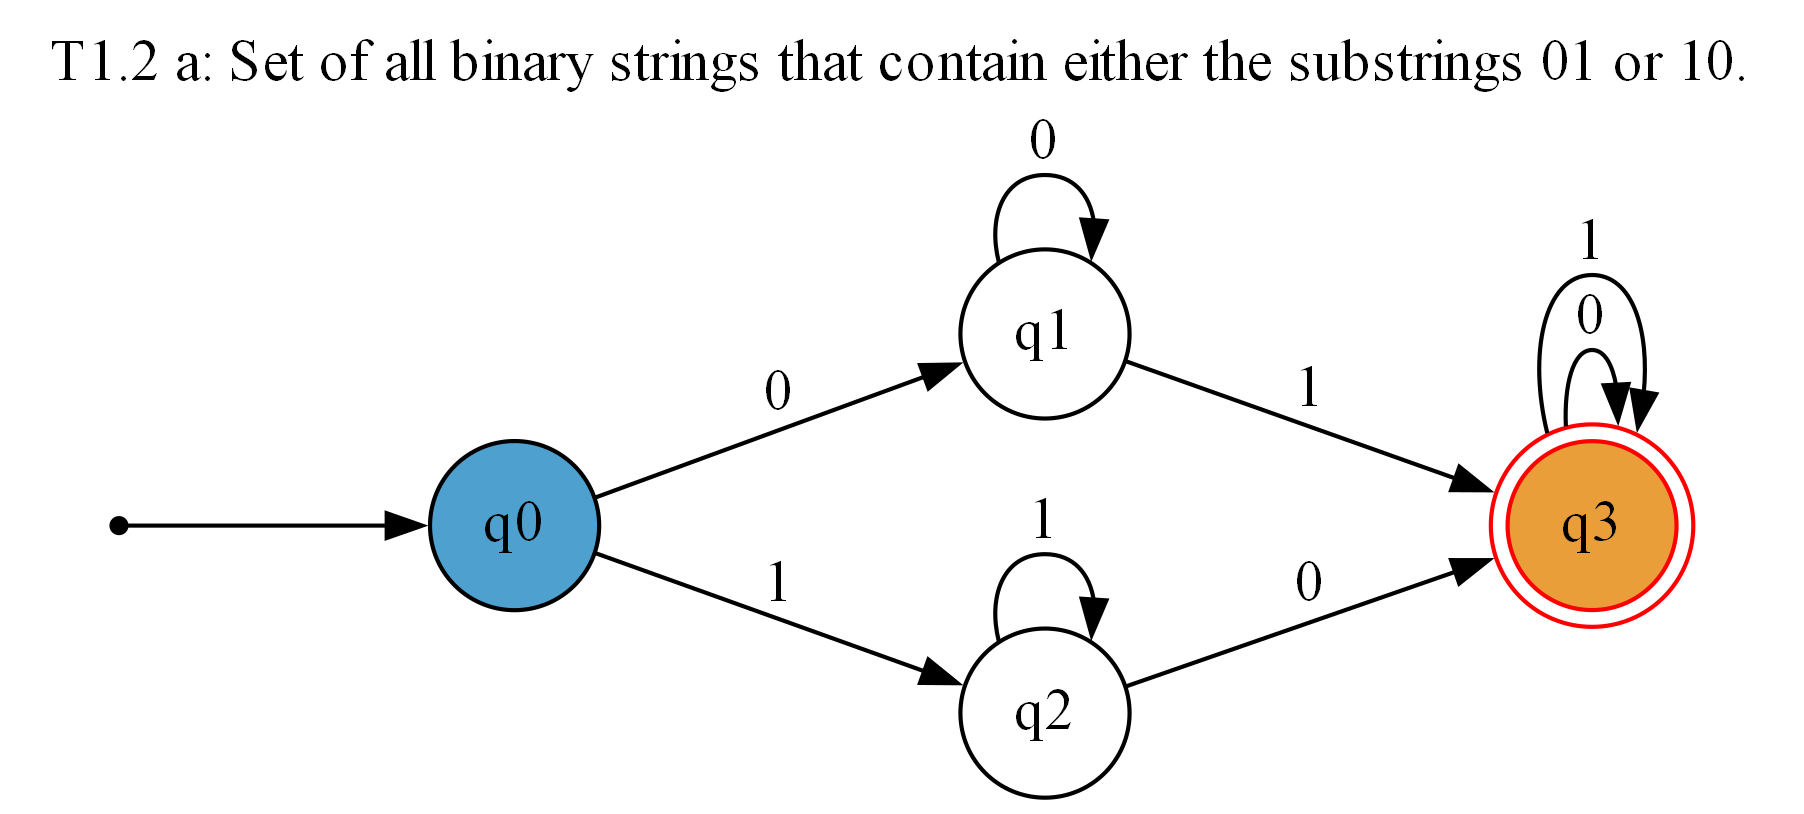 T1.2 a: Set of all binary strings that contain either the substrings 01 or 10.
0
1
0
q1
0
1
q0
q3
1
1
0
q2